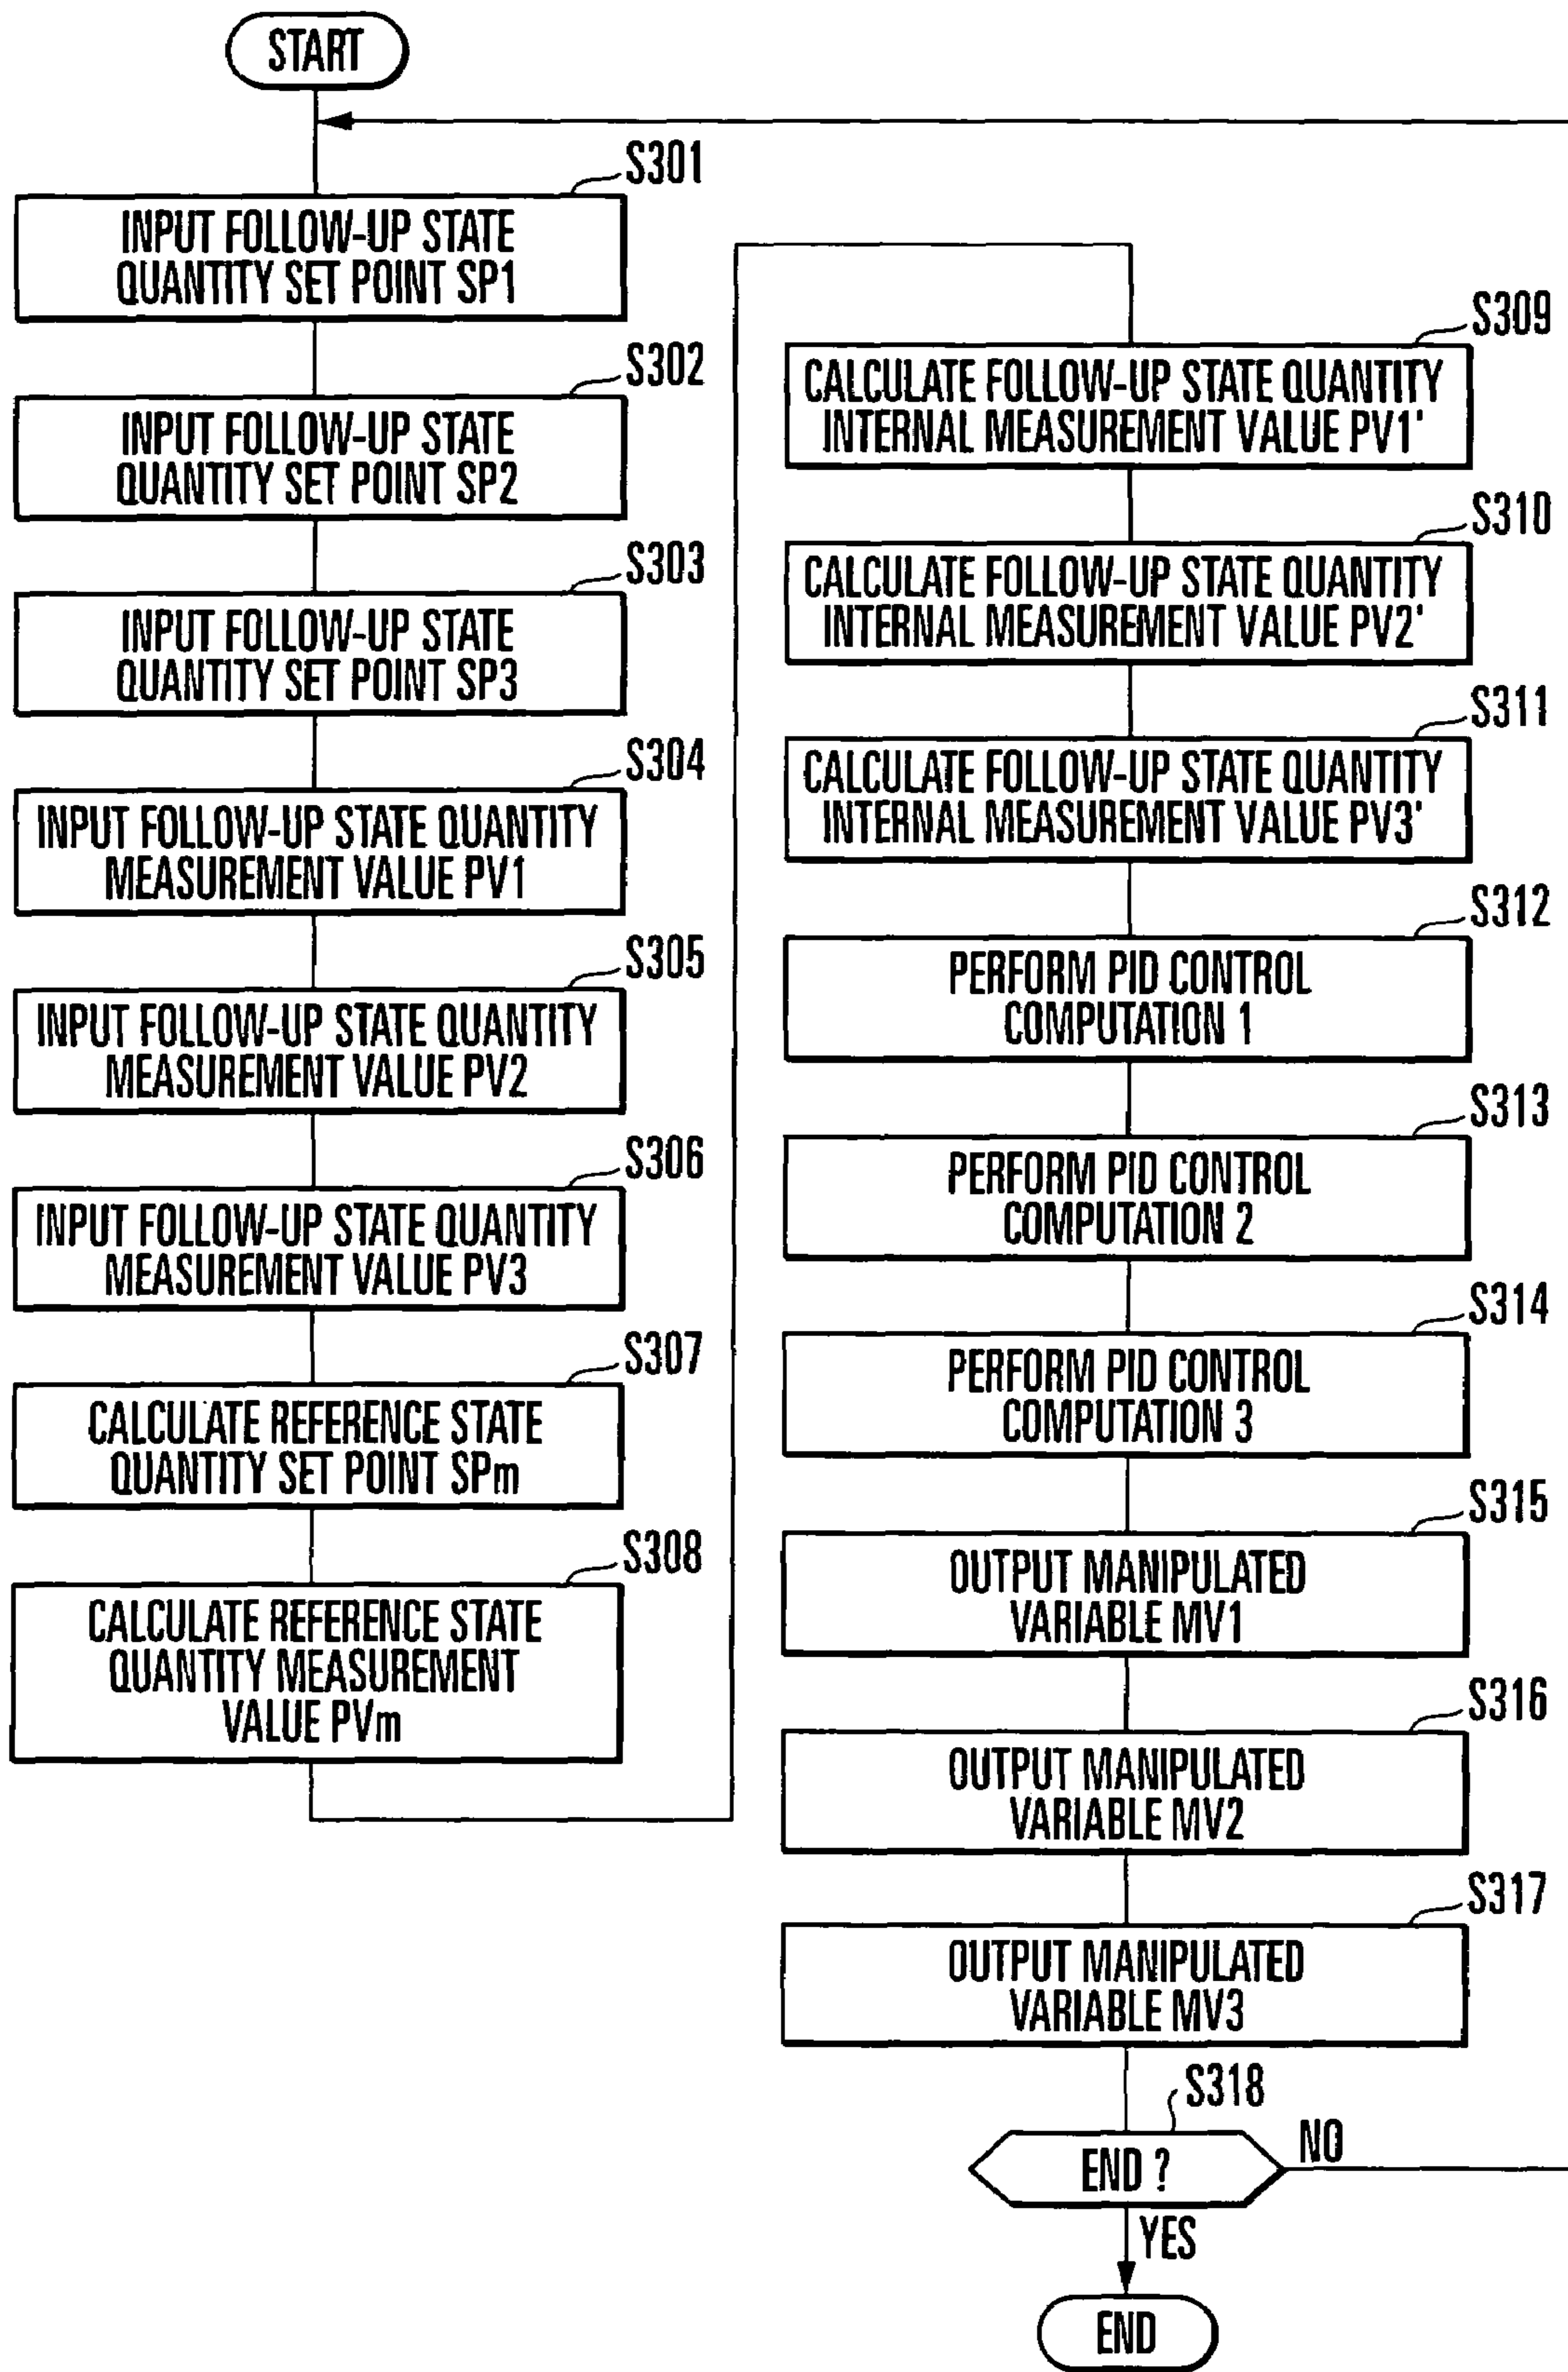 START
S301
INPUT FOLLOW-UP STATE
QUANTITY SET POINT SP1
S302
INPUT FOLLOW-UP STATE
QUANTITY SET POINT SP2
S303
INPUT FOLLOW-UP STATE
QUANTITY SET POINT SP3
S304
INPUT FOLLOW-UP STATE QUANTITY
MEASUREMENT VALUE PV1
S305
INPUT FOLLOW-UP STATE QUANTITY
MEASUREMENT VALUE PV2
S306
INPUT FOLLOW-UP STATE QUANTITY
MEASUREMENT VALUE PV3
S307
CALCULATE REFERENCE STATE
QUANTITY SET POINT SPm
S308
CALCULATE REFERENCE STATE
QUANTITY MEASUREMENT
VALUE PVm
S309
CALCULATE FOLLOW-UP STATE QUANTITY
INTERNAL MEASUREMENT VALUE PV1'
S310
CALCULATE FOLLOW-UP STATE QUANTITY
INTERNAL MEASUREMENT VALUE PV2'
S311
CALCULATE FOLLOW-UP STATE QUANTITY
INTERNAL MEASUREMENT VALUE PV3'
S312
PERFORM PID CONTROL
COMPUTATION 1
S313
PERFORM PID CONTROL
COMPUTATION 2
S314
PERFORM PID CONTROL
COMPUTATION 3
S315
OUTPUT MANIPULATED
VARIABLE MV1
S316
OUTPUT MANIPULATED
VARIABLE MV2
S317
OUTPUT MANIPULATED
VARIABLE MV3
S318
END ?
NO
YES
END